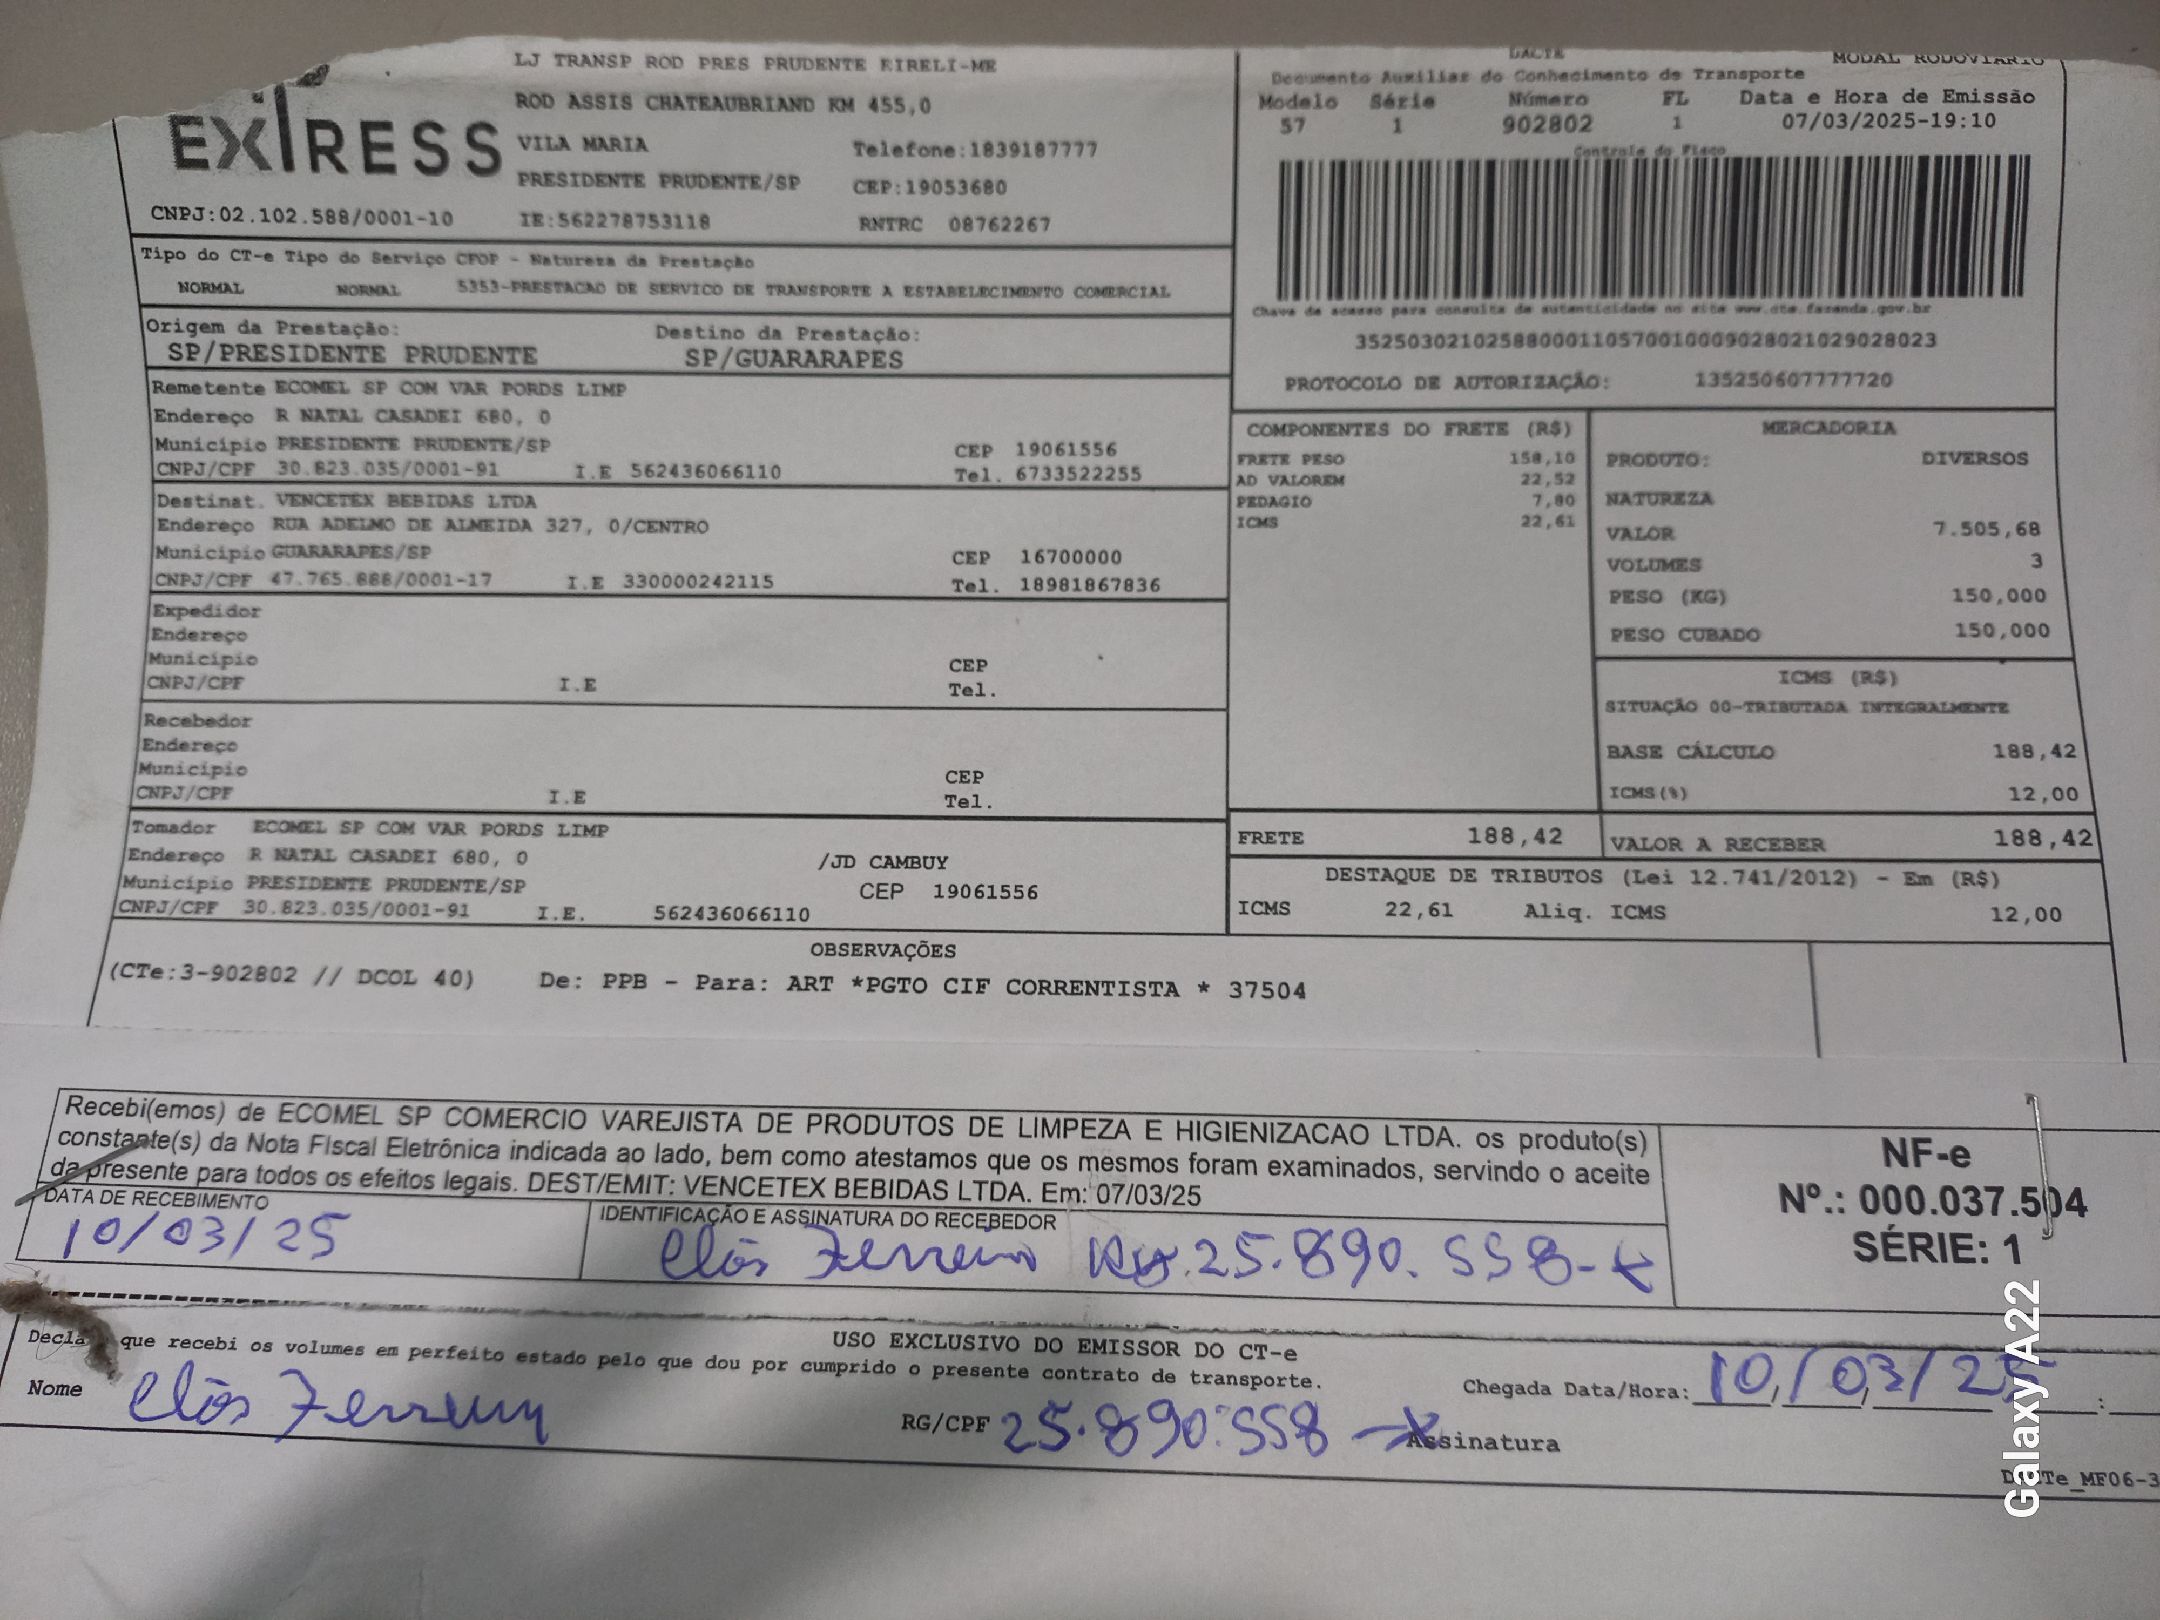 EXPRESS
LJ TRANSP ROD PRES PRUDENTE EIRELI-ME
ROD ASSIS CHATEAUBRIAND KM 455,0
VILA MARIA Telefone:1839187777
PRESIDENTE PRUDENTE/SP CEP:19053680
CNPJ:02.102.588/0001-10 IE:562278753118 RNTRC 08762267
DACTE MODAL RODOVIARIO
Documento Auxiliar do Conhecimento de Transporte
Modelo Série Número FL Data e Hora de Emissão
57 1 902802 1 07/03/2025-19:10
Controle do Fisco
Chave de acesso para consulta de autenticidade no site www.cte.fazenda.gov.br
35250302102588000110570010009028021029028023
PROTOCOLO DE AUTORIZAÇÃO: 135250607777720
Tipo do CT-e Tipo do Serviço CFOP - Natureza da Prestação
NORMAL NORMAL 5353-PRESTACAO DE SERVICO DE TRANSPORTE A ESTABELECIMENTO COMERCIAL
Origem da Prestação: Destino da Prestação:
SP/PRESIDENTE PRUDENTE SP/GUARARAPES
Remetente ECOMEL SP COM VAR PORDS LIMP
Endereço R NATAL CASADEI 680, 0
Município PRESIDENTE PRUDENTE/SP CEP 19061556
CNPJ/CPF 30.823.035/0001-91 I.E 562436066110 Tel. 6733522255
Destinat. VENCETEX BEBIDAS LTDA
Endereço RUA ADELMO DE ALMEIDA 327, 0/CENTRO
Município GUARARAPES/SP CEP 16700000
CNPJ/CPF 47.765.888/0001-17 I.E 330000242115 Tel. 18981867836
Expedidor
Endereço
Município CEP
CNPJ/CPF I.E Tel.
Recebedor
Endereço
Município CEP
CNPJ/CPF I.E Tel.
Tomador ECOMEL SP COM VAR PORDS LIMP
Endereço R NATAL CASADEI 680, 0 /JD CAMBUY
Município PRESIDENTE PRUDENTE/SP CEP 19061556
CNPJ/CPF 30.823.035/0001-91 I.E. 562436066110
COMPONENTES DO FRETE (R$)
FRETE PESO 158,10
AD VALOREM 22,52
PEDAGIO 7,80
ICMS 22,61
MERCADORIA
PRODUTO: DIVERSOS
NATUREZA
VALOR 7.505,68
VOLUMES 3
PESO (KG) 150,000
PESO CUBADO 150,000
ICMS (R$)
SITUAÇÃO 00-TRIBUTADA INTEGRALMENTE
BASE CÁLCULO 188,42
ICMS(%) 12,00
FRETE 188,42 VALOR A RECEBER 188,42
DESTAQUE DE TRIBUTOS (Lei 12.741/2012) - Em (R$)
ICMS 22,61 Aliq. ICMS 12,00
OBSERVAÇÕES
(CTe:3-902802 // DCOL 40) De: PPB - Para: ART *PGTO CIF CORRENTISTA * 37504
Recebi(emos) de ECOMEL SP COMERCIO VAREJISTA DE PRODUTOS DE LIMPEZA E HIGIENIZACAO LTDA. os produto(s)
constante(s) da Nota Fiscal Eletrônica indicada ao lado, bem como atestamos que os mesmos foram examinados, servindo o aceite
da presente para todos os efeitos legais. DEST/EMIT: VENCETEX BEBIDAS LTDA. Em: 07/03/25
NF-e
Nº.: 000.037.504
SÉRIE: 1
DATA DE RECEBIMENTO IDENTIFICAÇÃO E ASSINATURA DO RECEBEDOR
10/03/25 25.890.558-
USO EXCLUSIVO DO EMISSOR DO CT-e
que recebi os volumes em perfeito estado pelo que dou por cumprido o presente contrato de transporte.
Nome RG/CPF 25.890.558 Assinatura
Chegada Data/Hora: 10/03/25 :
Galaxy A22